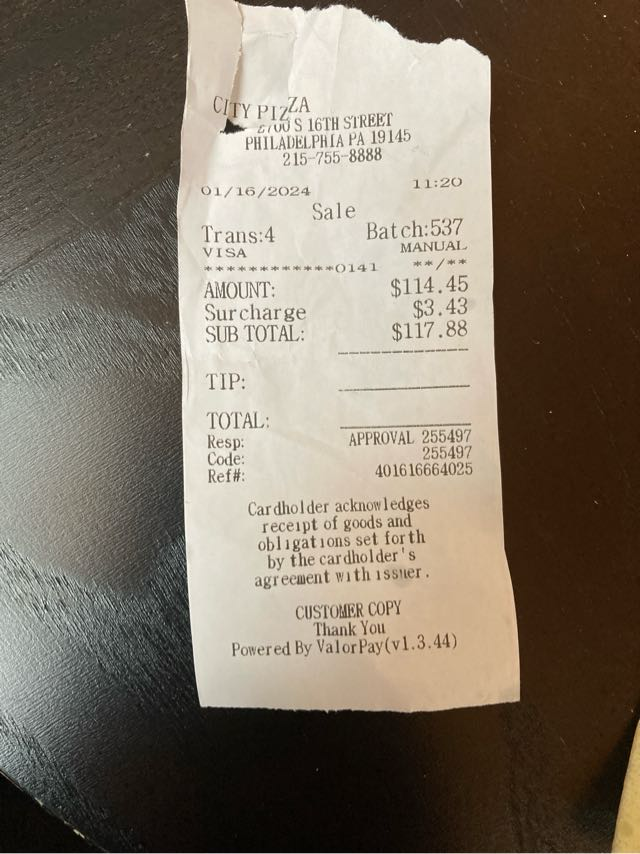 CITY PIZZA
2700 S 16TH STREET
PHILADELPHIA PA 19145
215-755-8888
01/16/2024 11:20
Sale
Trans:4 Batch:537
VISA MANUAL
************0141 **/**
AMOUNT: $114.45
Surcharge $3.43
SUB TOTAL: $117.88
TIP:
TOTAL:
Resp: APPROVAL 255497
Code: 255497
Ref#: 401616664025
Cardholder acknowledges
receipt of goods and
obligations set forth
by the cardholder's
agreement with issuer.
CUSTOMER COPY
Thank You
Powered By ValorPay(v1.3.44)